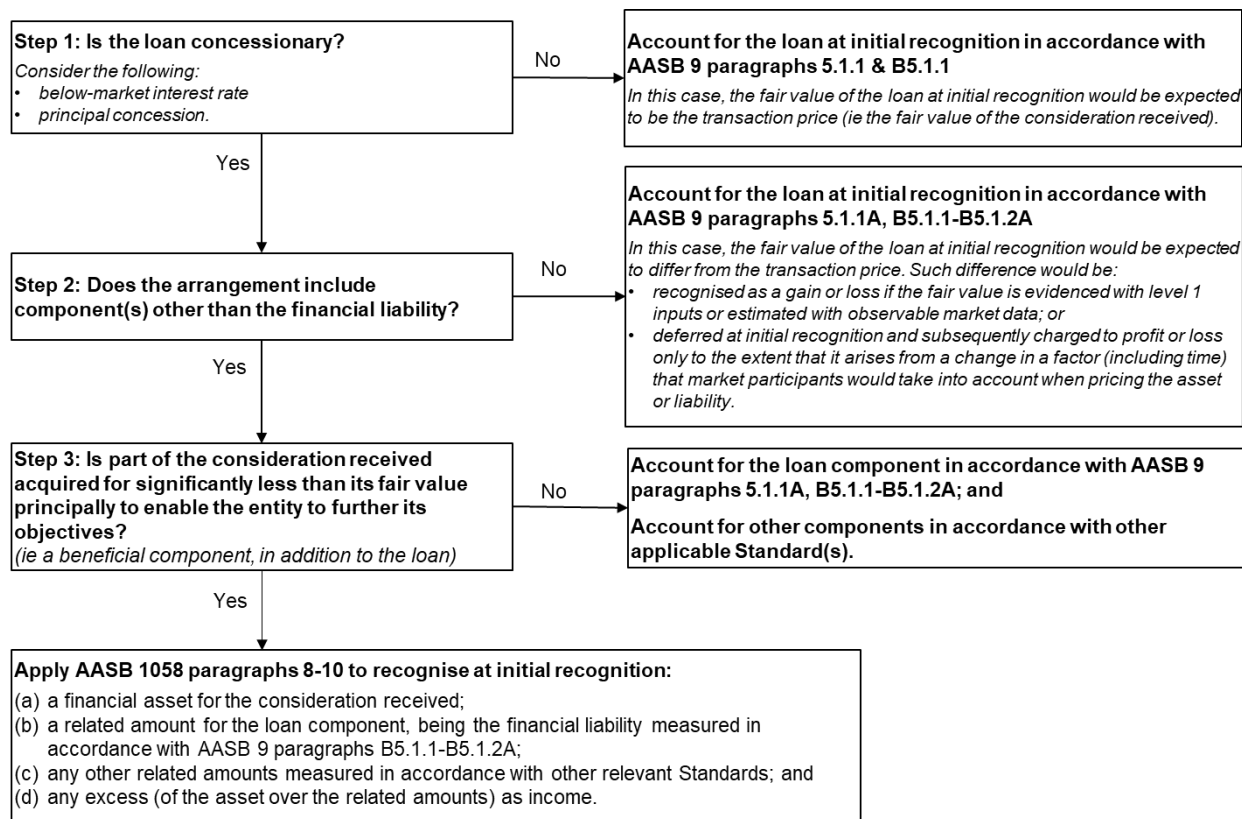 Step 1: Is the loan concessionary?
Consider the following:
• below-market interest rate
• principal concession.
No
Account for the loan at initial recognition in accordance with
AASB 9 paragraphs 5.1.1 & B5.1.1
In this case, the fair value of the loan at initial recognition would be expected
to be the transaction price (ie the fair value of the consideration received).
Yes
Step 2: Does the arrangement include
component(s) other than the financial liability?
No
Account for the loan at initial recognition in accordance with
AASB 9 paragraphs 5.1.1A, B5.1.1-B5.1.2A
In this case, the fair value of the loan at initial recognition would be expected
to differ from the transaction price. Such difference would be:
• recognised as a gain or loss if the fair value is evidenced with level 1
inputs or estimated with observable market data; or
• deferred at initial recognition and subsequently charged to profit or loss
only to the extent that it arises from a change in a factor (including time)
that market participants would take into account when pricing the asset
or liability.
Yes
Step 3: Is part of the consideration received
acquired for significantly less than its fair value
principally to enable the entity to further its
objectives?
(ie a beneficial component, in addition to the loan)
No
Account for the loan component in accordance with AASB 9
paragraphs 5.1.1A, B5.1.1-B5.1.2A; and
Account for other components in accordance with other
applicable Standard(s).
Yes
Apply AASB 1058 paragraphs 8-10 to recognise at initial recognition:
(a) a financial asset for the consideration received;
(b) a related amount for the loan component, being the financial liability measured in
accordance with AASB 9 paragraphs B5.1.1-B5.1.2A;
(c) any other related amounts measured in accordance with other relevant Standards; and
(d) any excess (of the asset over the related amounts) as income.